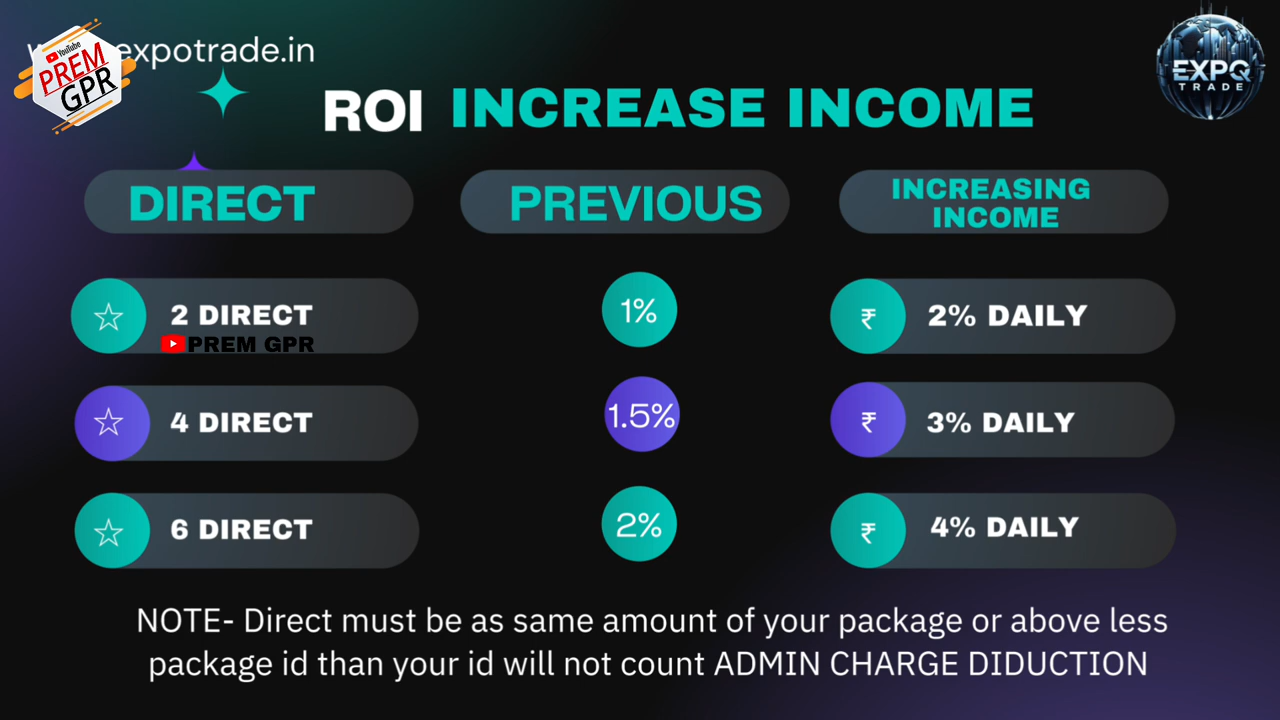 expotrade.in
YouTube
PREM
GPR
EXPO
TRADE
ROI INCREASE INCOME
DIRECT
PREVIOUS
INCREASING
INCOME
2 DIRECT
1%
₹
2% DAILY
PREM GPR
4 DIRECT
1.5%
₹
3% DAILY
6 DIRECT
2%
₹
4% DAILY
NOTE- Direct must be as same amount of your package or above less
package id than your id will not count ADMIN CHARGE DIDUCTION